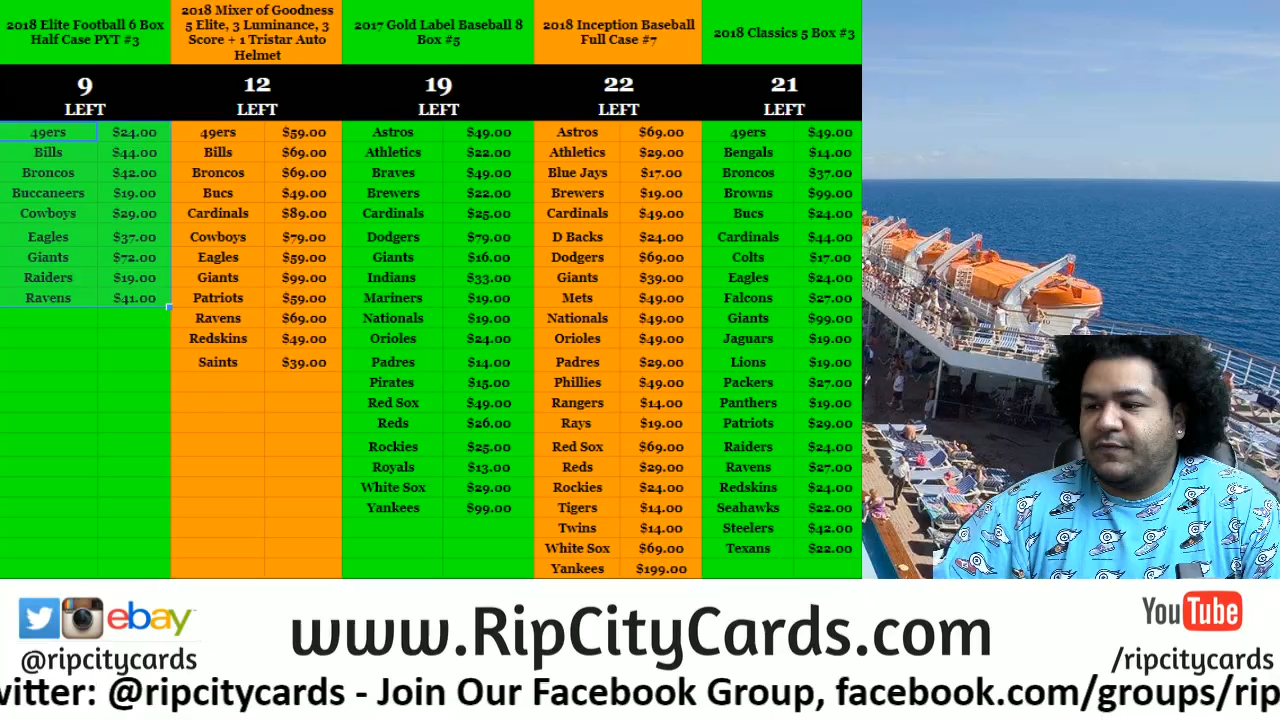 2018 Elite Football 6 Box
Half Case PYT #3
9
LEFT
49ers $24.00
Bills $44.00
Broncos $42.00
Buccaneers $19.00
Cowboys $29.00
Eagles $37.00
Giants $72.00
Raiders $19.00
Ravens $41.00
2018 Mixer of Goodness
5 Elite, 3 Luminance, 3
Score + 1 Tristar Auto
Helmet
12
LEFT
49ers $59.00
Bills $69.00
Broncos $69.00
Bucs $49.00
Cardinals $89.00
Cowboys $79.00
Eagles $59.00
Giants $99.00
Patriots $59.00
Ravens $69.00
Redskins $49.00
Saints $39.00
2017 Gold Label Baseball 8
Box #5
19
LEFT
Astros $49.00
Athletics $22.00
Braves $49.00
Brewers $22.00
Cardinals $25.00
Dodgers $79.00
Giants $16.00
Indians $33.00
Mariners $19.00
Nationals $19.00
Orioles $24.00
Padres $14.00
Pirates $15.00
Red Sox $49.00
Reds $26.00
Rockies $25.00
Royals $13.00
White Sox $29.00
Yankees $99.00
2018 Inception Baseball
Full Case #7
22
LEFT
Astros $69.00
Athletics $29.00
Blue Jays $17.00
Brewers $19.00
Cardinals $49.00
D Backs $24.00
Dodgers $69.00
Giants $39.00
Mets $49.00
Nationals $49.00
Orioles $49.00
Padres $29.00
Phillies $49.00
Rangers $14.00
Rays $19.00
Red Sox $69.00
Reds $29.00
Rockies $24.00
Tigers $14.00
Twins $14.00
White Sox $69.00
Yankees $199.00
2018 Classics 5 Box #3
21
LEFT
49ers $49.00
Bengals $14.00
Broncos $37.00
Browns $99.00
Bucs $24.00
Cardinals $44.00
Colts $17.00
Eagles $24.00
Falcons $27.00
Giants $99.00
Jaguars $19.00
Lions $19.00
Packers $27.00
Panthers $19.00
Patriots $29.00
Raiders $24.00
Ravens $27.00
Redskins $24.00
Seahawks $22.00
Steelers $42.00
Texans $22.00
ebay
@ripcitycards
www.RipCityCards.com
YouTube
/ripcitycards
witter: @ripcitycards - Join Our Facebook Group, facebook.com/groups/rip